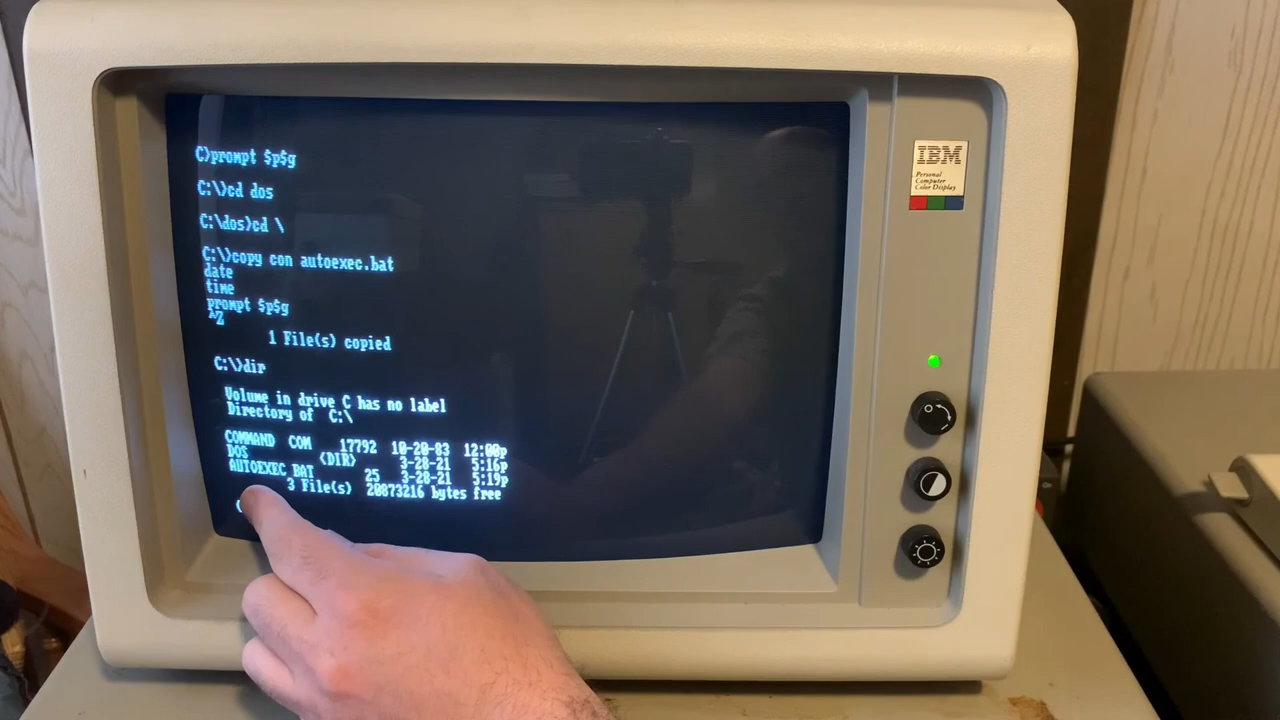 C>prompt $p$g
C:\>cd dos
C:\dos>cd \
C:\>copy con autoexec.bat
date
time
prompt $p$g
^Z
1 File(s) copied
C:\>dir
Volume in drive C has no label
Directory of C:\
COMMAND COM 17792 10-20-83 12:00p
DOS <DIR> 3-28-21 5:16p
AUTOEXEC BAT 25 3-28-21 5:19p
3 File(s) 20873216 bytes free
IBM
Personal
Computer
Color Display